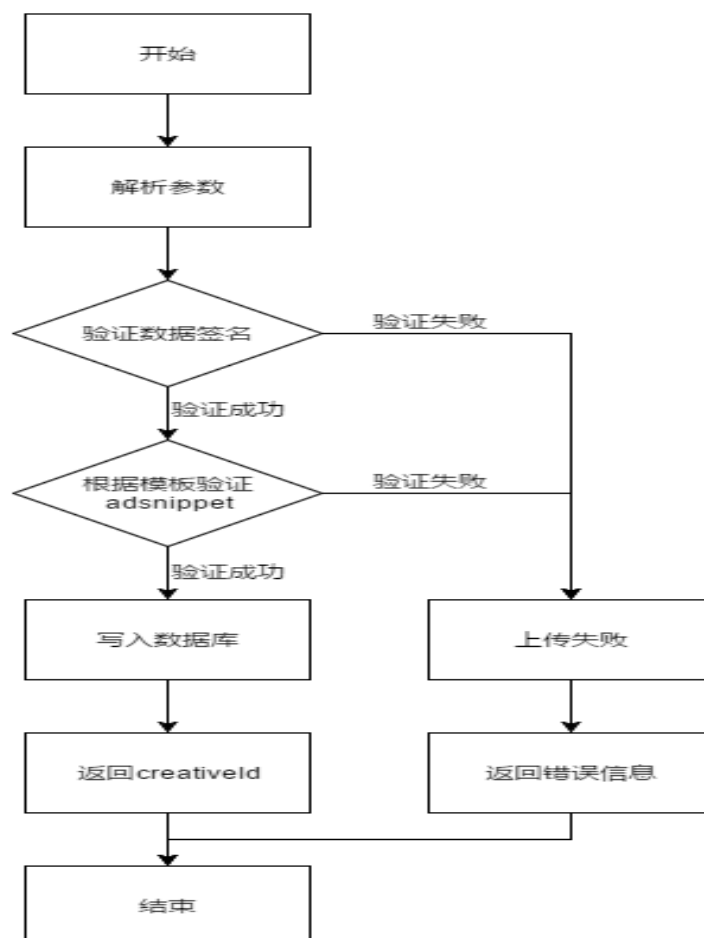 开始
解析参数
验证数据签名
验证失败
验证成功
根据模板验证
adsnippet
验证失败
验证成功
写入数据库
上传失败
返回creativeId
返回错误信息
结束